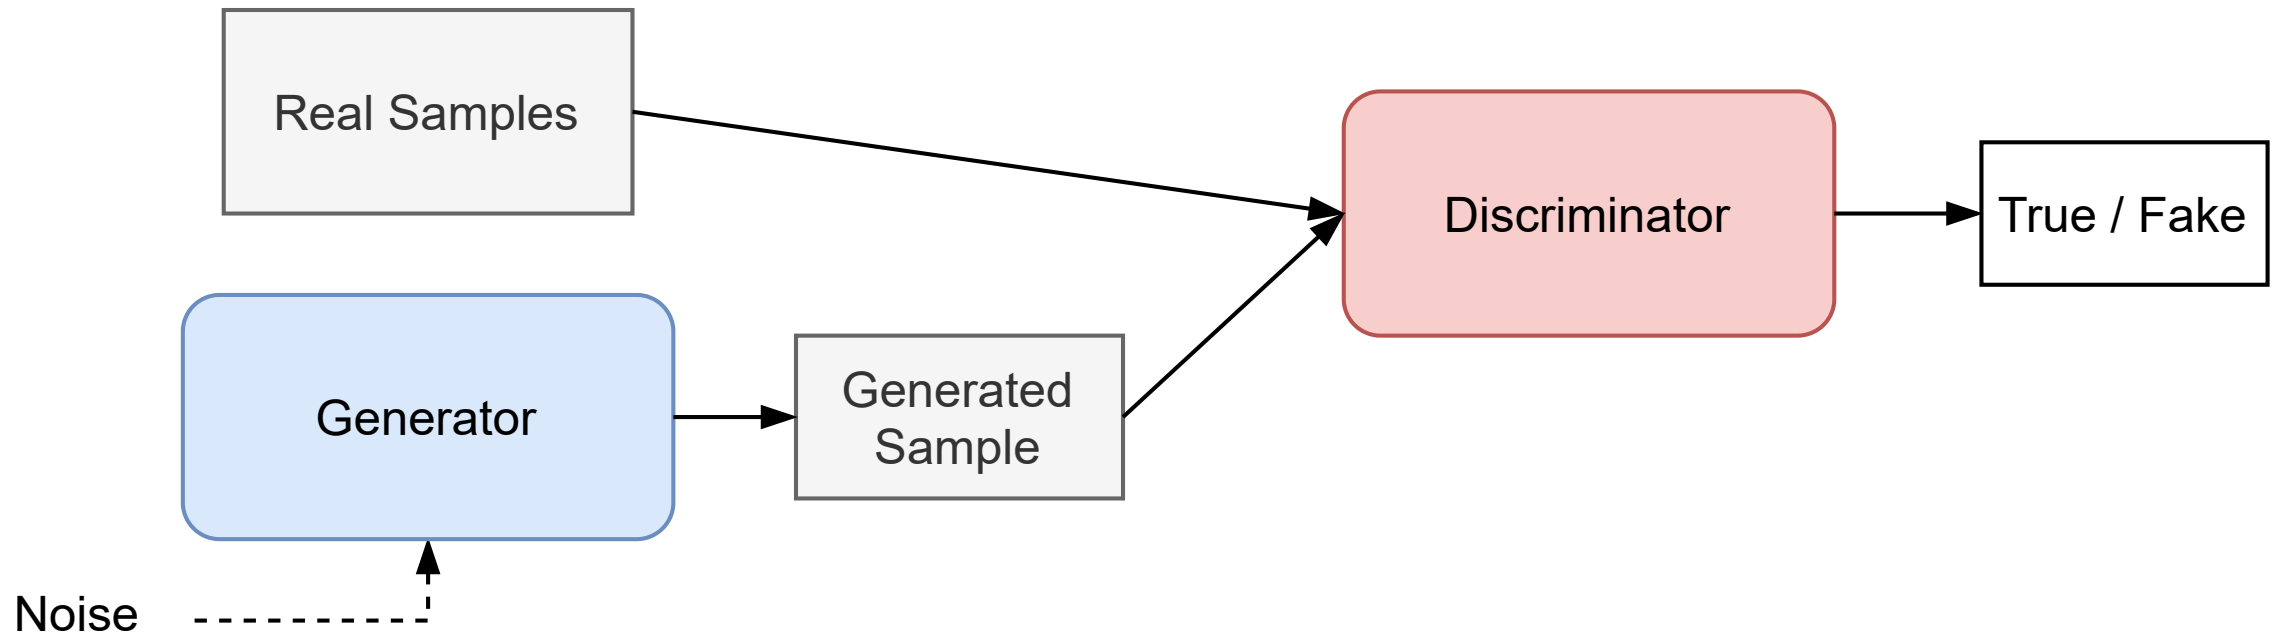 Real Samples
Discriminator
True / Fake
Generator
Generated
Sample
Noise